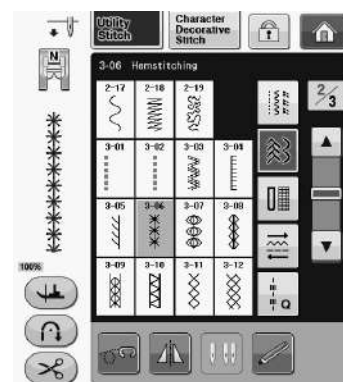 Utility
Stitch
Character
Decorative
Stitch
N
3-06 Hemstitching
2/3
2-17 2-18 2-19
3-01 3-02 3-03 3-04
3-05 3-06 3-07 3-08
3-09 3-10 3-11 3-12
100%
Q